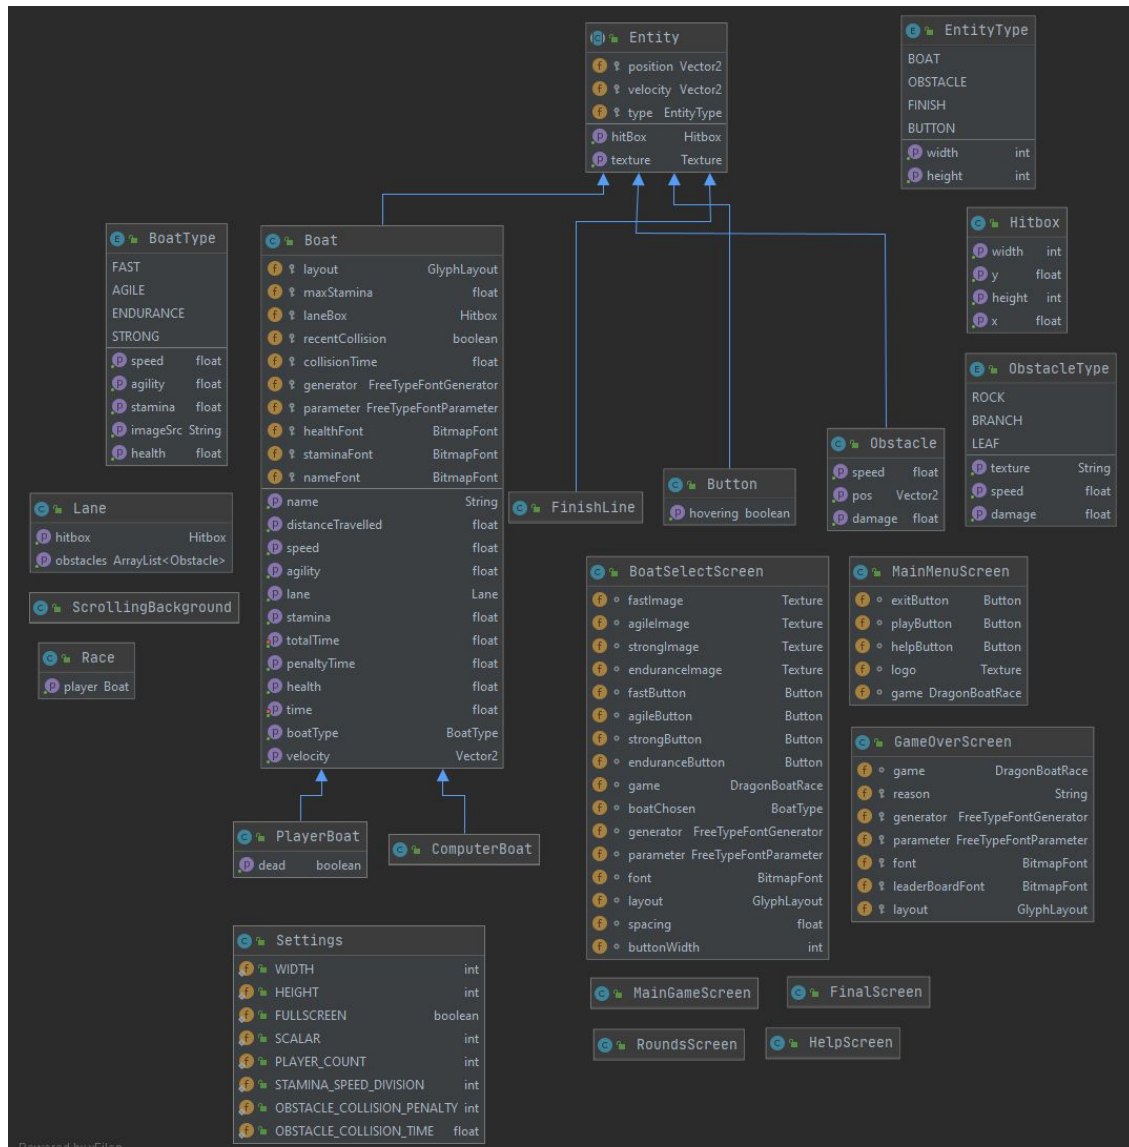 Entity
position Vector2
velocity Vector2
type EntityType
hitBox Hitbox
texture Texture
EntityType
BOAT
OBSTACLE
FINISH
BUTTON
width int
height int
BoatType
FAST
AGILE
ENDURANCE
STRONG
speed float
agility float
stamina float
imageSrc String
health float
Boat
layout GlyphLayout
maxStamina float
laneBox Hitbox
recentCollision boolean
collisionTime float
generator FreeTypeFontGenerator
parameter FreeTypeFontParameter
healthFont BitmapFont
staminaFont BitmapFont
nameFont BitmapFont
name String
distanceTravelled float
speed float
agility float
lane Lane
stamina float
totalTime float
penaltyTime float
health float
time float
boatType BoatType
velocity Vector2
Hitbox
width int
y float
height int
x float
ObstacleType
ROCK
BRANCH
LEAF
texture String
speed float
damage float
Obstacle
speed float
pos Vector2
damage float
Button
hovering boolean
FinishLine
Lane
hitbox Hitbox
obstacles ArrayList<Obstacle>
ScrollingBackground
Race
player Boat
BoatSelectScreen
fastImage Texture
agileImage Texture
strongImage Texture
enduranceImage Texture
fastButton Button
agileButton Button
strongButton Button
enduranceButton Button
game DragonBoatRace
boatChosen BoatType
generator FreeTypeFontGenerator
parameter FreeTypeFontParameter
font BitmapFont
layout GlyphLayout
spacing float
buttonWidth int
MainMenuScreen
exitButton Button
playButton Button
helpButton Button
logo Texture
game DragonBoatRace
GameOverScreen
game DragonBoatRace
reason String
generator FreeTypeFontGenerator
parameter FreeTypeFontParameter
font BitmapFont
leaderBoardFont BitmapFont
layout GlyphLayout
PlayerBoat
dead boolean
ComputerBoat
Settings
WIDTH int
HEIGHT int
FULLSCREEN boolean
SCALAR int
PLAYER_COUNT int
STAMINA_SPEED_DIVISION int
OBSTACLE_COLLISION_PENALTY int
OBSTACLE_COLLISION_TIME float
MainGameScreen
FinalScreen
RoundsScreen
HelpScreen